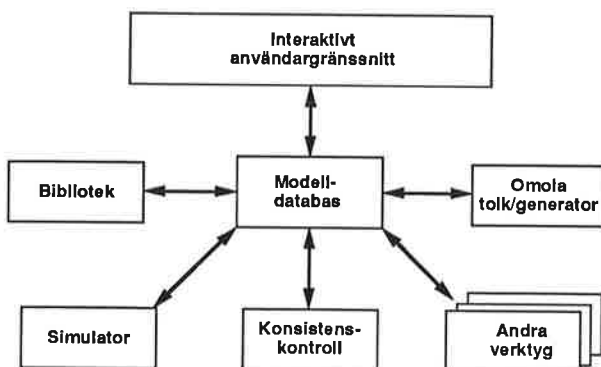 Interaktivt
användargränssnitt
Bibliotek
Modell-
databas
Omola
tolk/generator
Simulator
Konsistens-
kontroll
Andra
verktyg